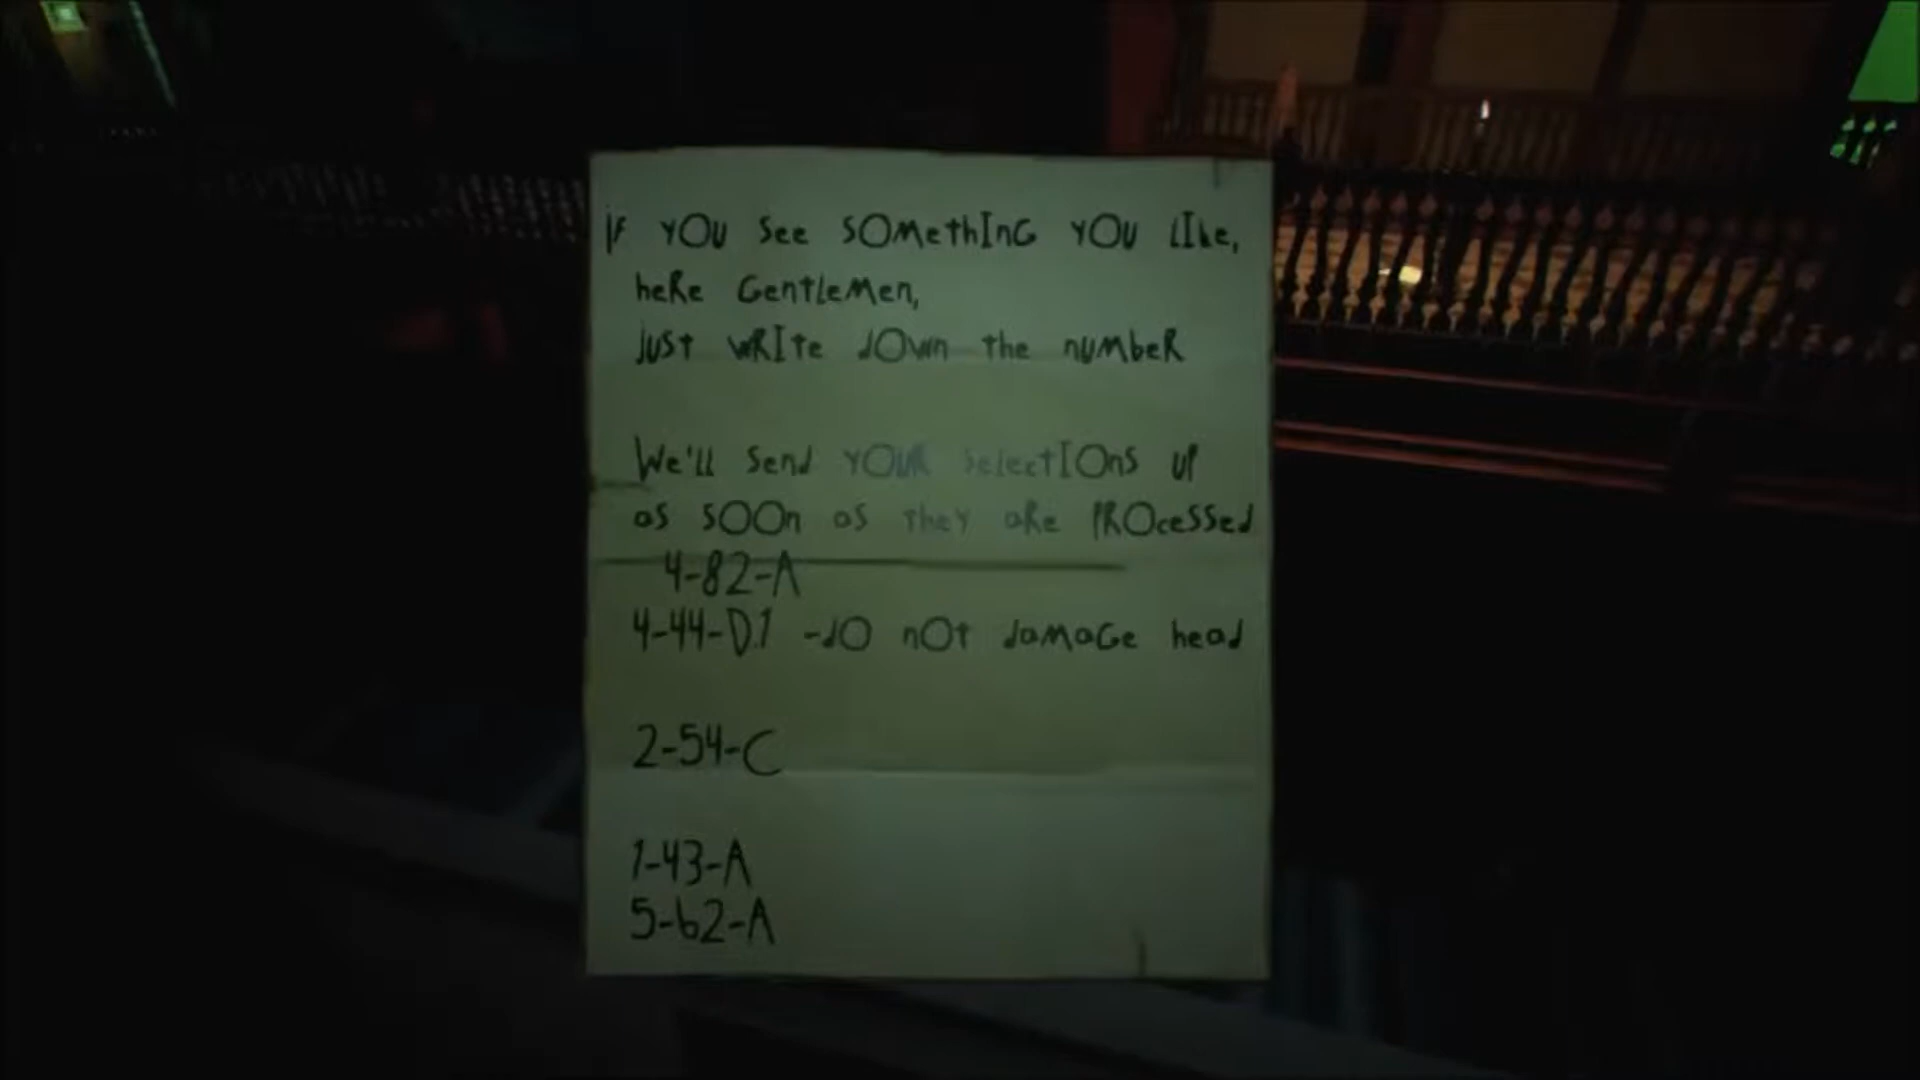 If you see something you like,
here Gentlemen,
just write down the number
We'll send your selections up
as soon as they are processed
4-82-A
4-44-D.1 -do not damage head
2-54-C
1-43-A
5-62-A